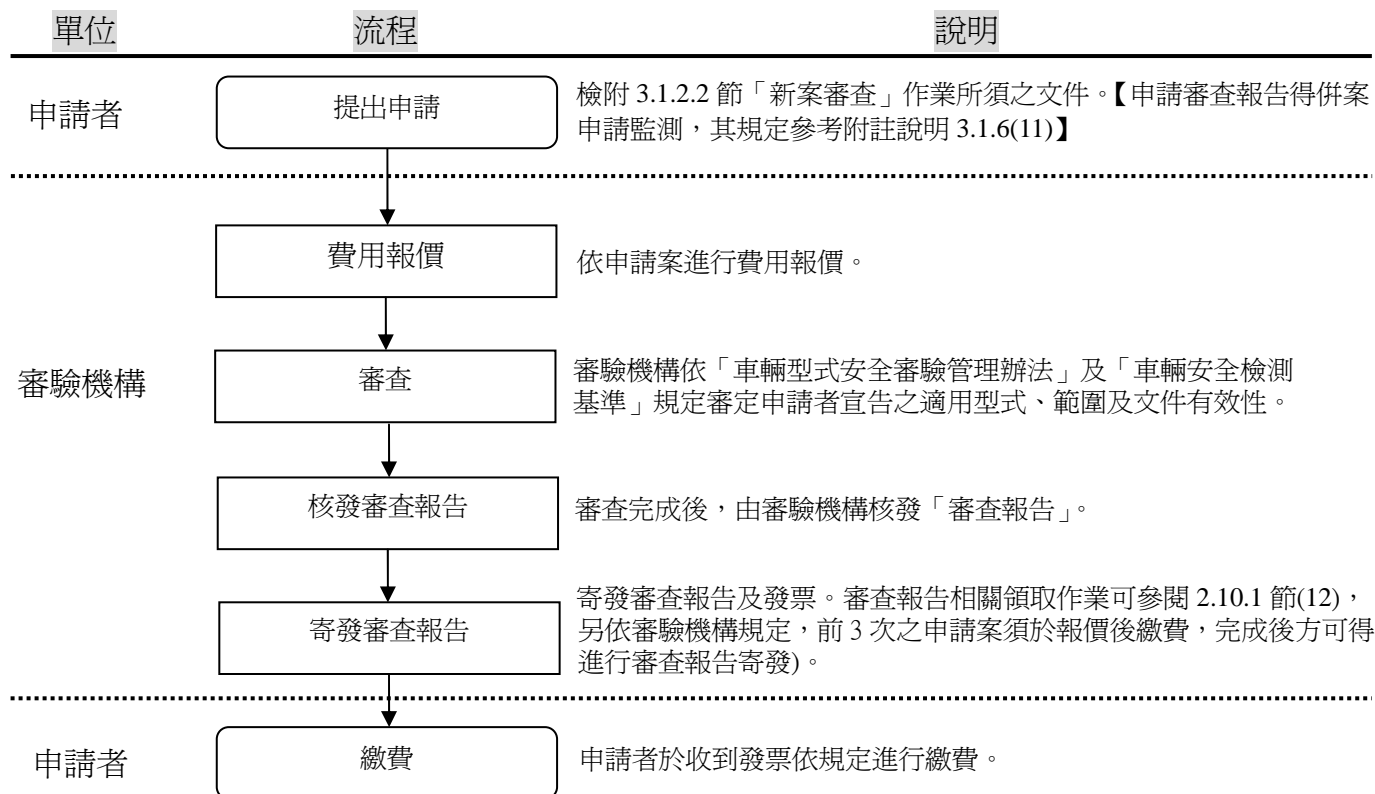 單位 流程 說明
申請者 提出申請 檢附 3.1.2.2 節「新案審查」作業所須之文件。【申請審查報告得併案
申請監測，其規定參考附註說明 3.1.6(11)】
費用報價 依申請案進行費用報價。
審驗機構 審查 審驗機構依「車輛型式安全審驗管理辦法」及「車輛安全檢測
基準」規定審定申請者宣告之適用型式、範圍及文件有效性。
核發審查報告 審查完成後，由審驗機構核發「審查報告」。
寄發審查報告 寄發審查報告及發票。審查報告相關領取作業可參閱 2.10.1 節(12)，
另依審驗機構規定，前 3 次之申請案須於報價後繳費，完成後方可得
進行審查報告寄發)。
申請者 繳費 申請者於收到發票依規定進行繳費。